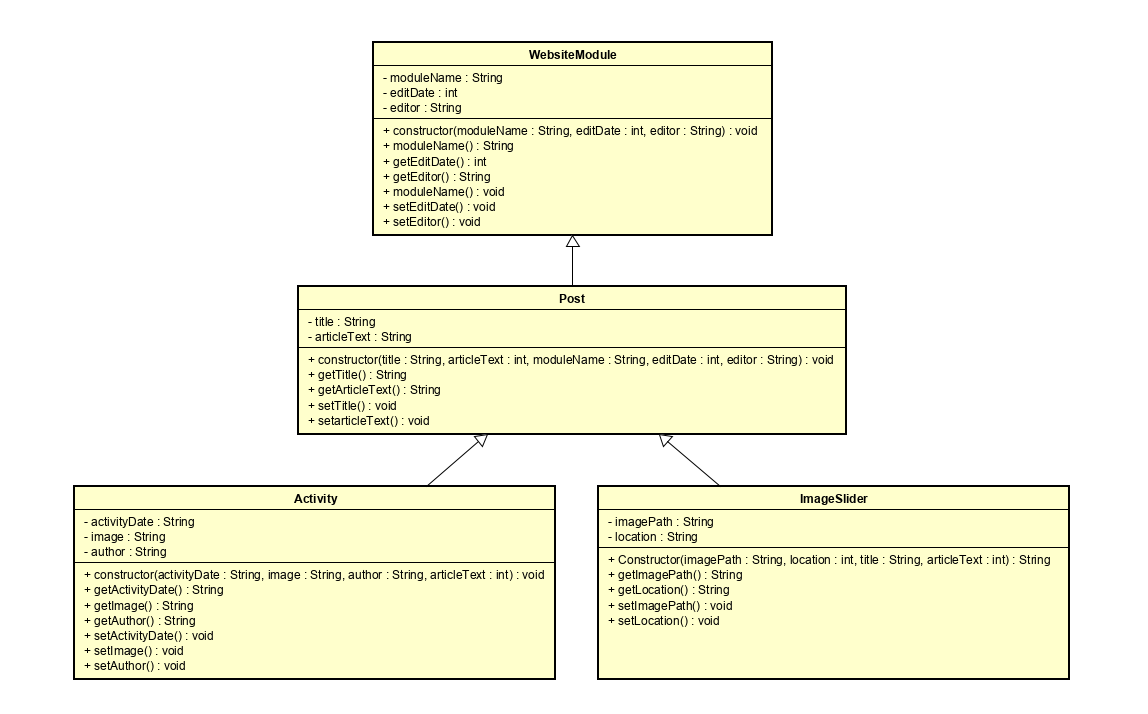 WebsiteModule
- moduleName : String
- editDate : int
- editor : String
+ constructor(moduleName : String, editDate : int, editor : String) : void
+ moduleName() : String
+ getEditDate() : int
+ getEditor() : String
+ moduleName() : void
+ setEditDate() : void
+ setEditor() : void
Post
- title : String
- articleText : String
+ constructor(title : String, articleText : int, moduleName : String, editDate : int, editor : String) : void
+ getTitle() : String
+ getArticleText() : String
+ setTitle() : void
+ setarticleText() : void
Activity
- activityDate : String
- image : String
- author : String
+ constructor(activityDate : String, image : String, author : String, articleText : int) : void
+ getActivityDate() : String
+ getImage() : String
+ getAuthor() : String
+ setActivityDate() : void
+ setImage() : void
+ setAuthor() : void
ImageSlider
- imagePath : String
- location : String
+ Constructor(imagePath : String, location : int, title : String, articleText : int) : String
+ getImagePath() : String
+ getLocation() : String
+ setImagePath() : void
+ setLocation() : void